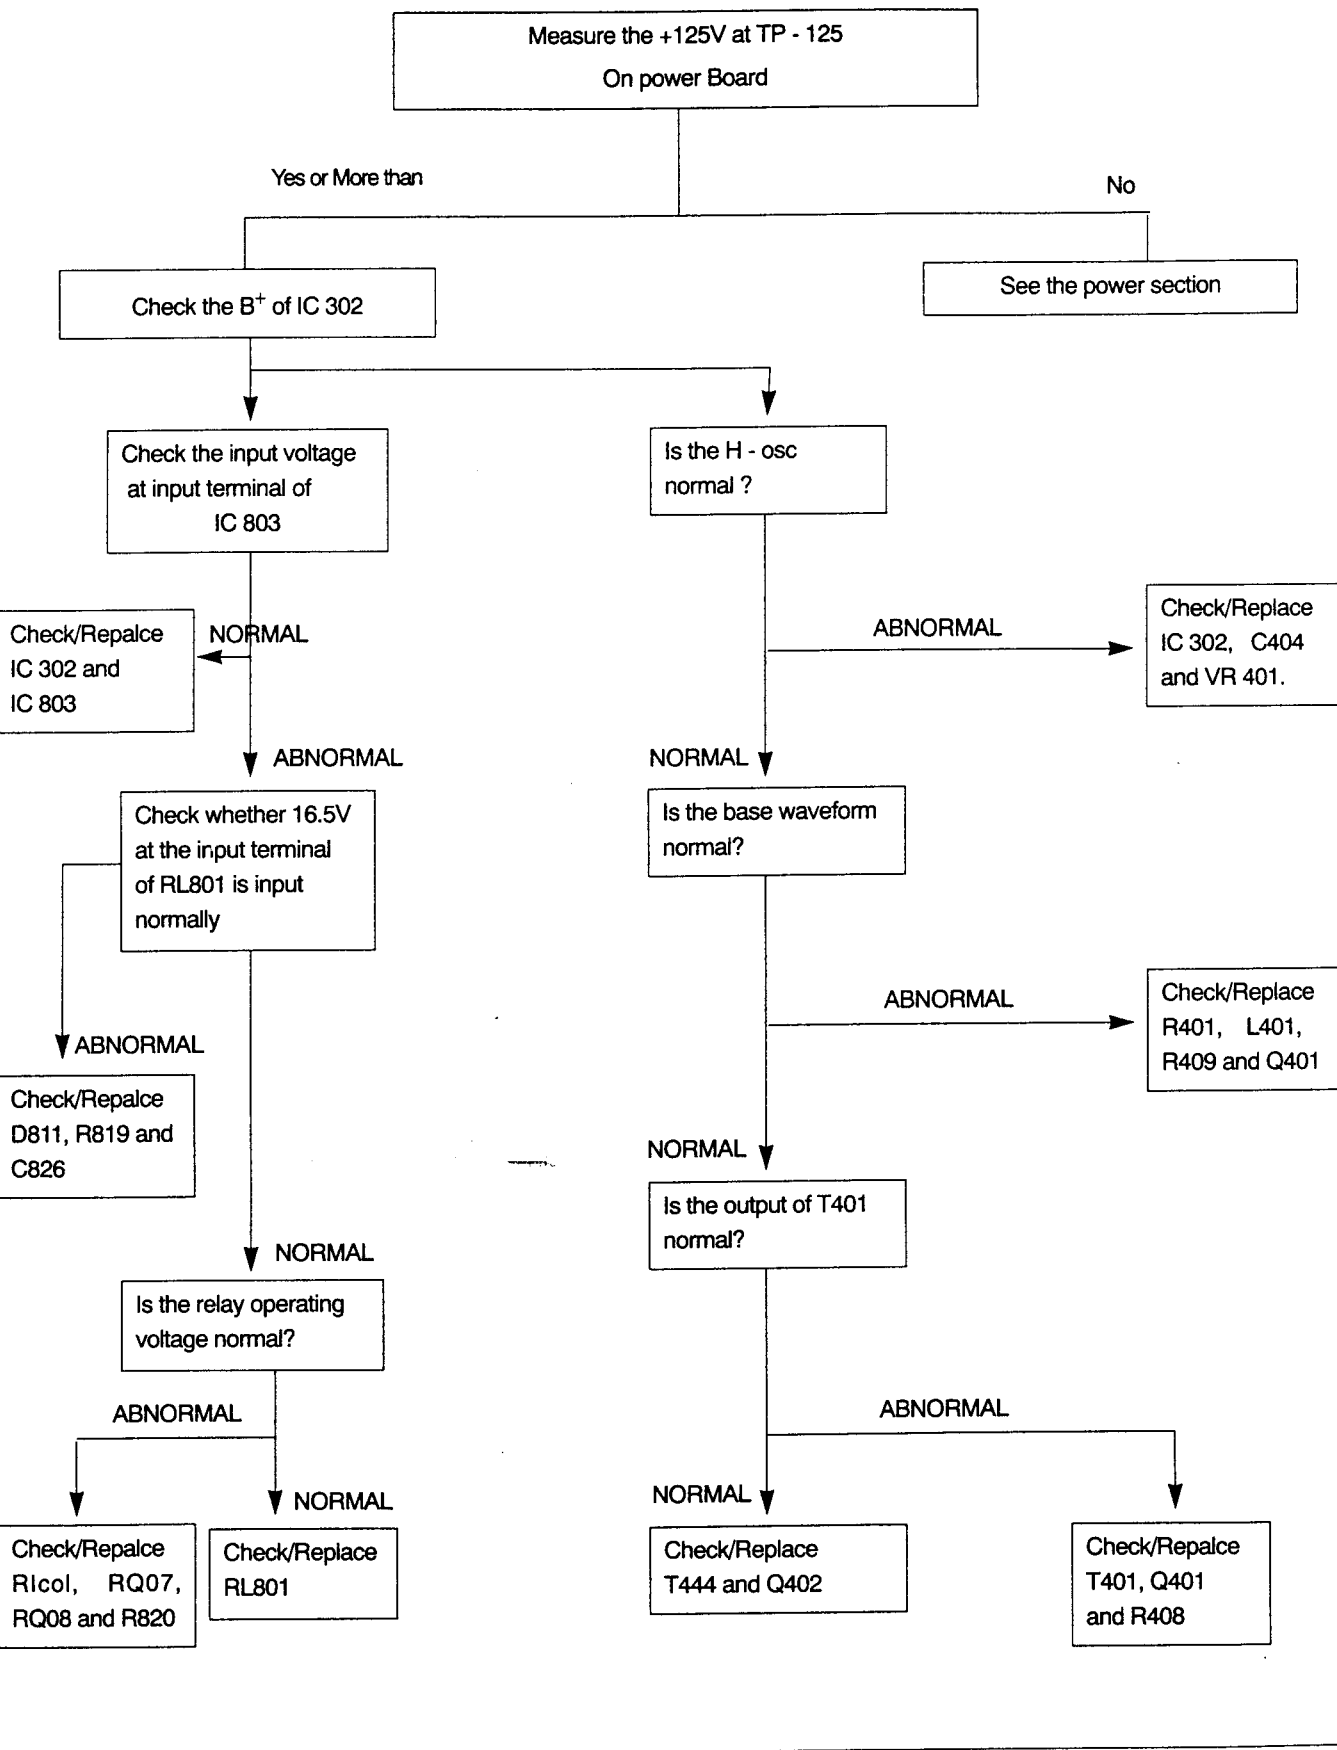 Measure the +125V at TP - 125
On power Board
Yes or More than
No
Check the B+ of IC 302
See the power section
Check the input voltage
at input terminal of
IC 803
Is the H - osc
normal ?
Check/Repalce
IC 302 and
IC 803
NORMAL
ABNORMAL
Check/Replace
IC 302, C404
and VR 401.
ABNORMAL
NORMAL
Check whether 16.5V
at the input terminal
of RL801 is input
normally
Is the base waveform
normal?
ABNORMAL
Check/Replace
R401, L401,
R409 and Q401
ABNORMAL
Check/Repalce
D811, R819 and
C826
NORMAL
Is the output of T401
normal?
NORMAL
Is the relay operating
voltage normal?
ABNORMAL
ABNORMAL
NORMAL
NORMAL
Check/Repalce
RIcol, RQ07,
RQ08 and R820
Check/Replace
RL801
Check/Replace
T444 and Q402
Check/Repalce
T401, Q401
and R408